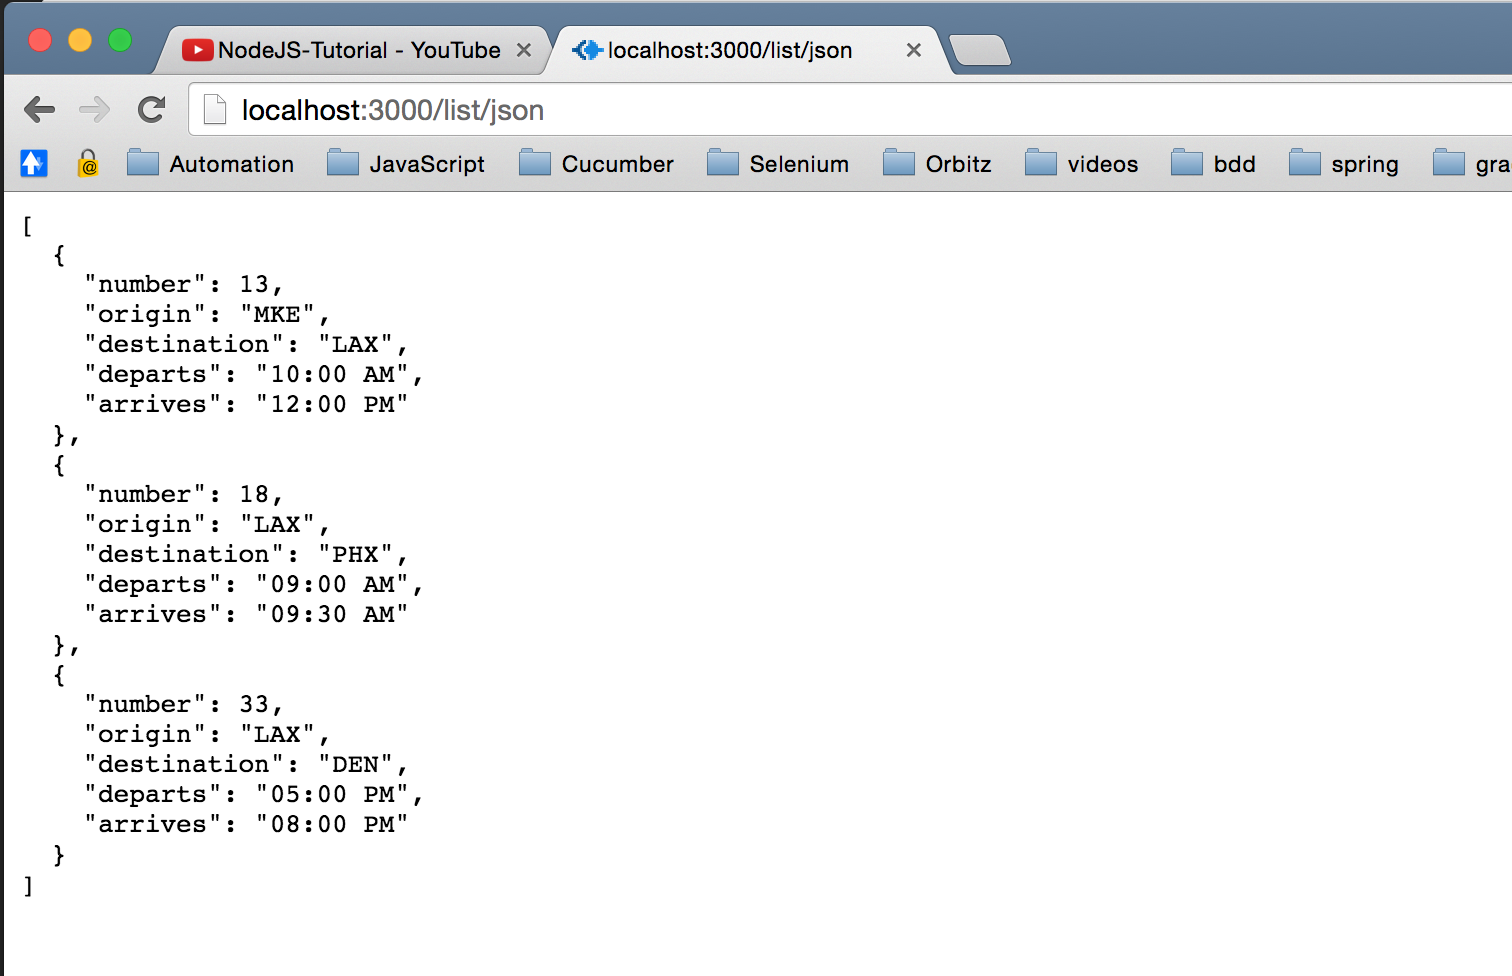 NodeJS-Tutorial - YouTube
localhost:3000/list/json
localhost:3000/list/json
Automation JavaScript Cucumber Selenium Orbitz videos bdd spring gra
[
  {
    "number": 13,
    "origin": "MKE",
    "destination": "LAX",
    "departs": "10:00 AM",
    "arrives": "12:00 PM"
  },
  {
    "number": 18,
    "origin": "LAX",
    "destination": "PHX",
    "departs": "09:00 AM",
    "arrives": "09:30 AM"
  },
  {
    "number": 33,
    "origin": "LAX",
    "destination": "DEN",
    "departs": "05:00 PM",
    "arrives": "08:00 PM"
  }
]